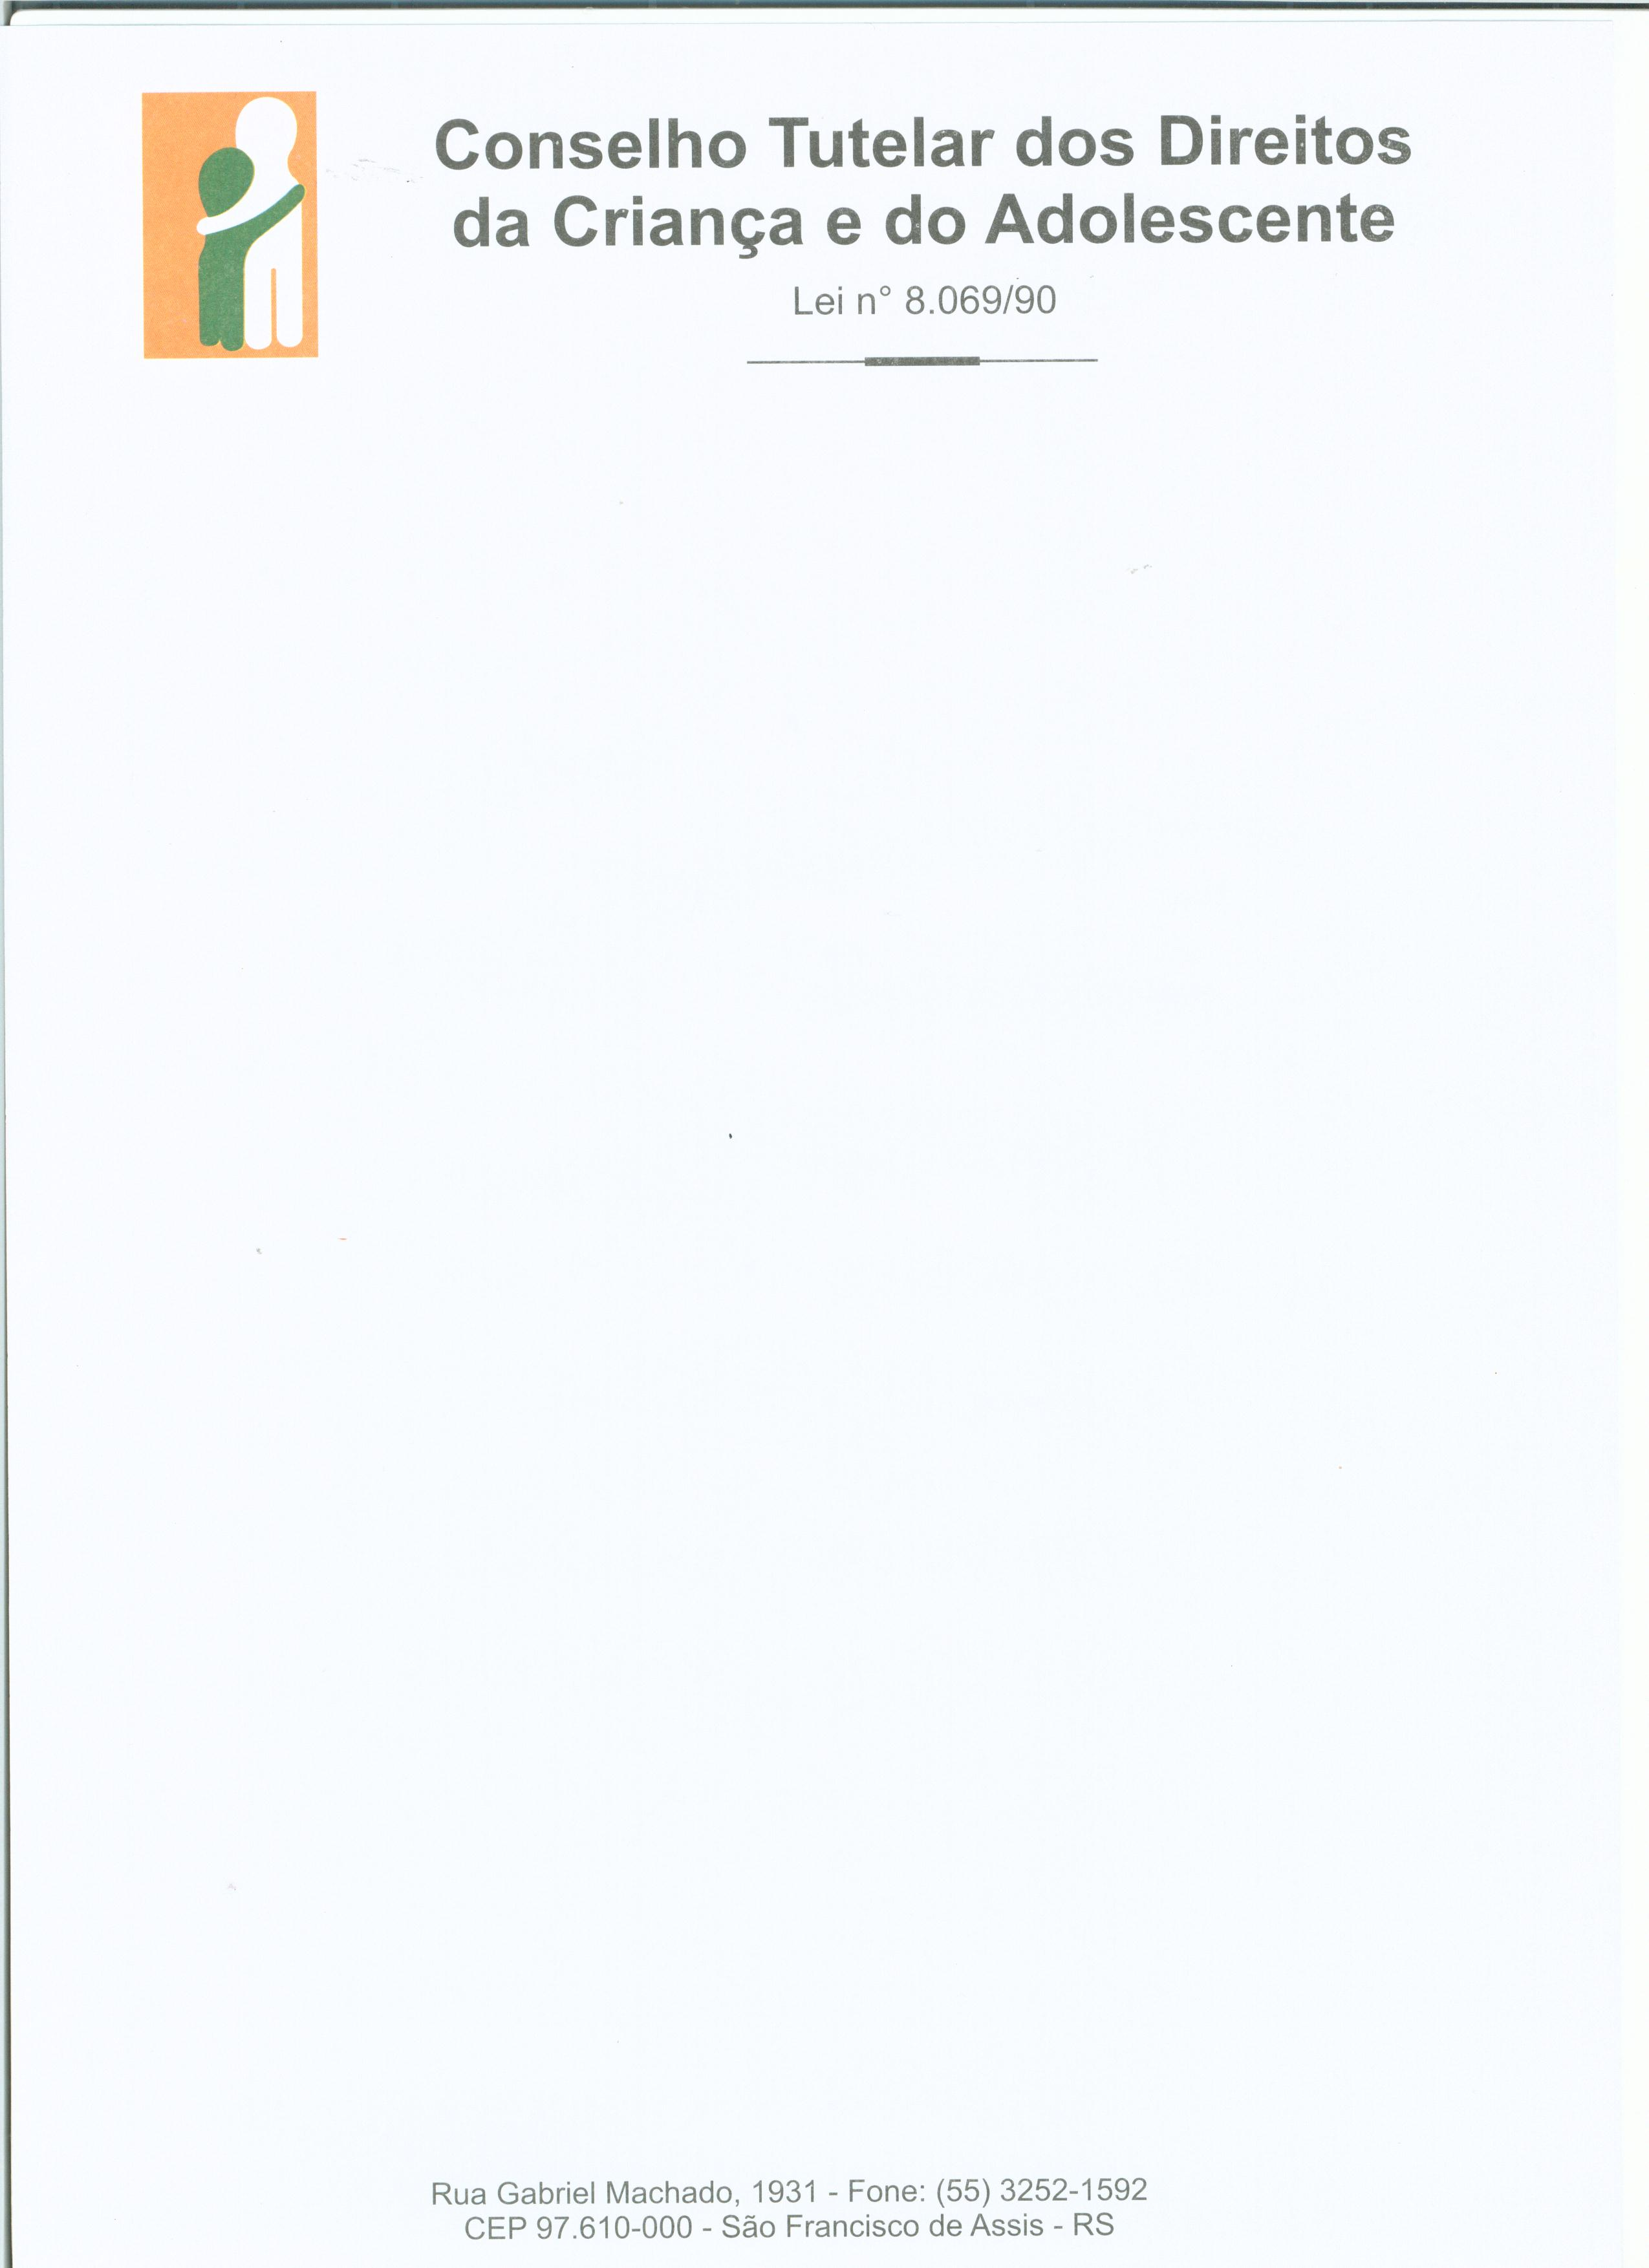 Conselho Tutelar dos Direitos
da Criança e do Adolescente
Lei n° 8.069/90
Rua Gabriel Machado, 1931 - Fone: (55) 3252-1592
CEP 97.610-000 - São Francisco de Assis - RS